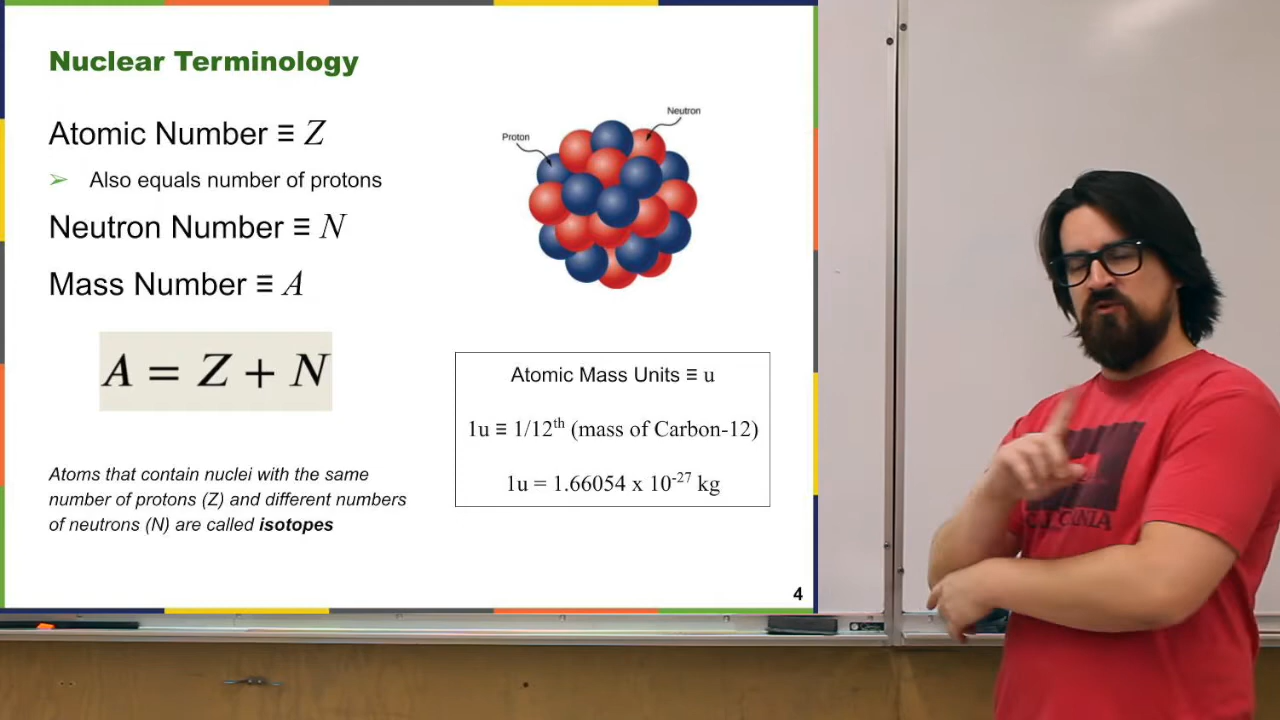 Nuclear Terminology
Atomic Number ≡ Z
➢ Also equals number of protons
Neutron Number ≡ N
Mass Number ≡ A
A = Z + N
Atoms that contain nuclei with the same
number of protons (Z) and different numbers
of neutrons (N) are called isotopes
Proton
Neutron
Atomic Mass Units ≡ u
1u ≡ 1/12th (mass of Carbon-12)
1u = 1.66054 x 10-27 kg
4